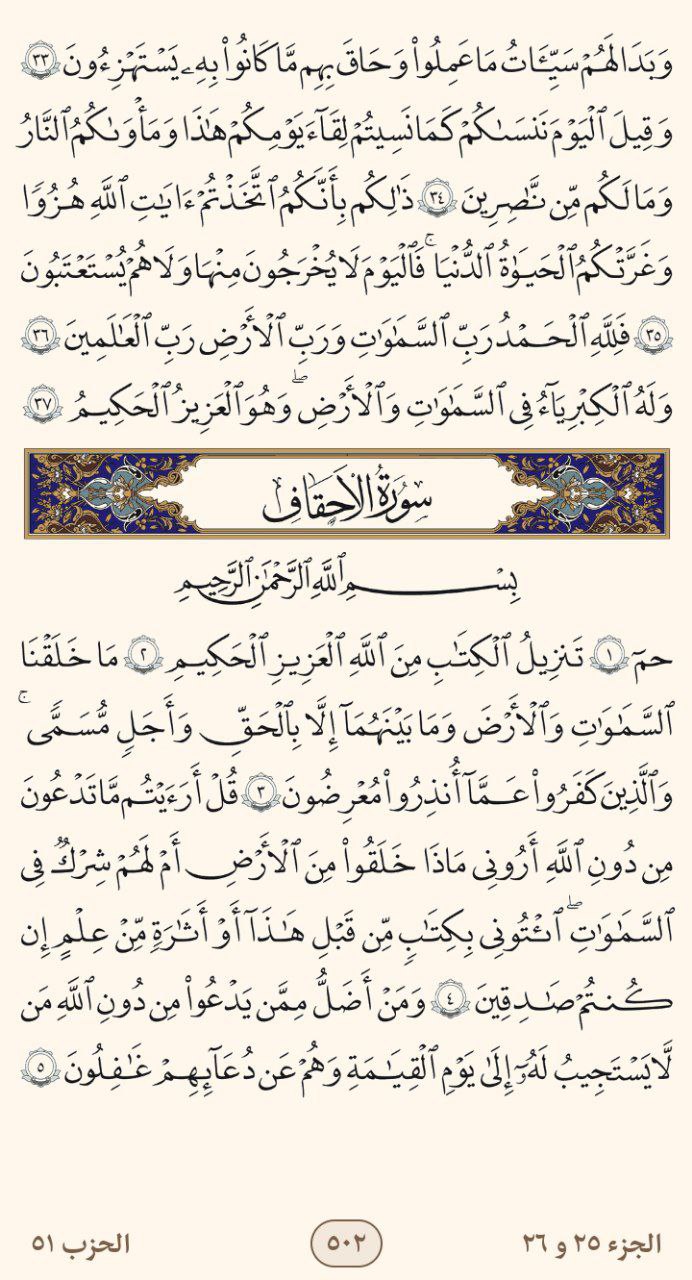 وَبَدَا لَهُمْ سَيِّـَٔاتُ مَا عَمِلُوا۟ وَحَاقَ بِهِم مَّا كَانُوا۟ بِهِۦ يَسْتَهْزِءُونَ ٣٣
وَقِيلَ ٱلْيَوْمَ نَنسَىٰكُمْ كَمَا نَسِيتُمْ لِقَآءَ يَوْمِكُمْ هَـٰذَا وَمَأْوَىٰكُمُ ٱلنَّارُ
وَمَا لَكُم مِّن نَّـٰصِرِينَ ٣٤ ذَٰلِكُم بِأَنَّكُمُ ٱتَّخَذْتُمْ ءَايَـٰتِ ٱللَّهِ هُزُوًا
وَغَرَّتْكُمُ ٱلْحَيَوٰةُ ٱلدُّنْيَا ۚ فَٱلْيَوْمَ لَا يُخْرَجُونَ مِنْهَا وَلَا هُمْ يُسْتَعْتَبُونَ
٣٥ فَلِلَّهِ ٱلْحَمْدُ رَبِّ ٱلسَّمَـٰوَٰتِ وَرَبِّ ٱلْأَرْضِ رَبِّ ٱلْعَـٰلَمِينَ ٣٦
وَلَهُ ٱلْكِبْرِيَآءُ فِى ٱلسَّمَـٰوَٰتِ وَٱلْأَرْضِ ۖ وَهُوَ ٱلْعَزِيزُ ٱلْحَكِيمُ ٣٧
سُورَةُ الْأَحْقَافِ
بِسْمِ ٱللَّهِ ٱلرَّحْمَـٰنِ ٱلرَّحِيمِ
حمٓ ١ تَنزِيلُ ٱلْكِتَـٰبِ مِنَ ٱللَّهِ ٱلْعَزِيزِ ٱلْحَكِيمِ ٢ مَا خَلَقْنَا
ٱلسَّمَـٰوَٰتِ وَٱلْأَرْضَ وَمَا بَيْنَهُمَآ إِلَّا بِٱلْحَقِّ وَأَجَلٍ مُّسَمًّى ۚ
وَٱلَّذِينَ كَفَرُوا۟ عَمَّآ أُنذِرُوا۟ مُعْرِضُونَ ٣ قُلْ أَرَءَيْتُم مَّا تَدْعُونَ
مِن دُونِ ٱللَّهِ أَرُونِى مَاذَا خَلَقُوا۟ مِنَ ٱلْأَرْضِ أَمْ لَهُمْ شِرْكٌ فِى
ٱلسَّمَـٰوَٰتِ ۖ ٱئْتُونِى بِكِتَـٰبٍ مِّن قَبْلِ هَـٰذَآ أَوْ أَثَـٰرَةٍ مِّنْ عِلْمٍ إِن
كُنتُمْ صَـٰدِقِينَ ٤ وَمَنْ أَضَلُّ مِمَّن يَدْعُوا۟ مِن دُونِ ٱللَّهِ مَن
لَّا يَسْتَجِيبُ لَهُۥٓ إِلَىٰ يَوْمِ ٱلْقِيَـٰمَةِ وَهُمْ عَن دُعَآئِهِمْ غَـٰفِلُونَ ٥
الجزء ٢٥ و ٢٦ ٥٠٢ الحزب ٥١